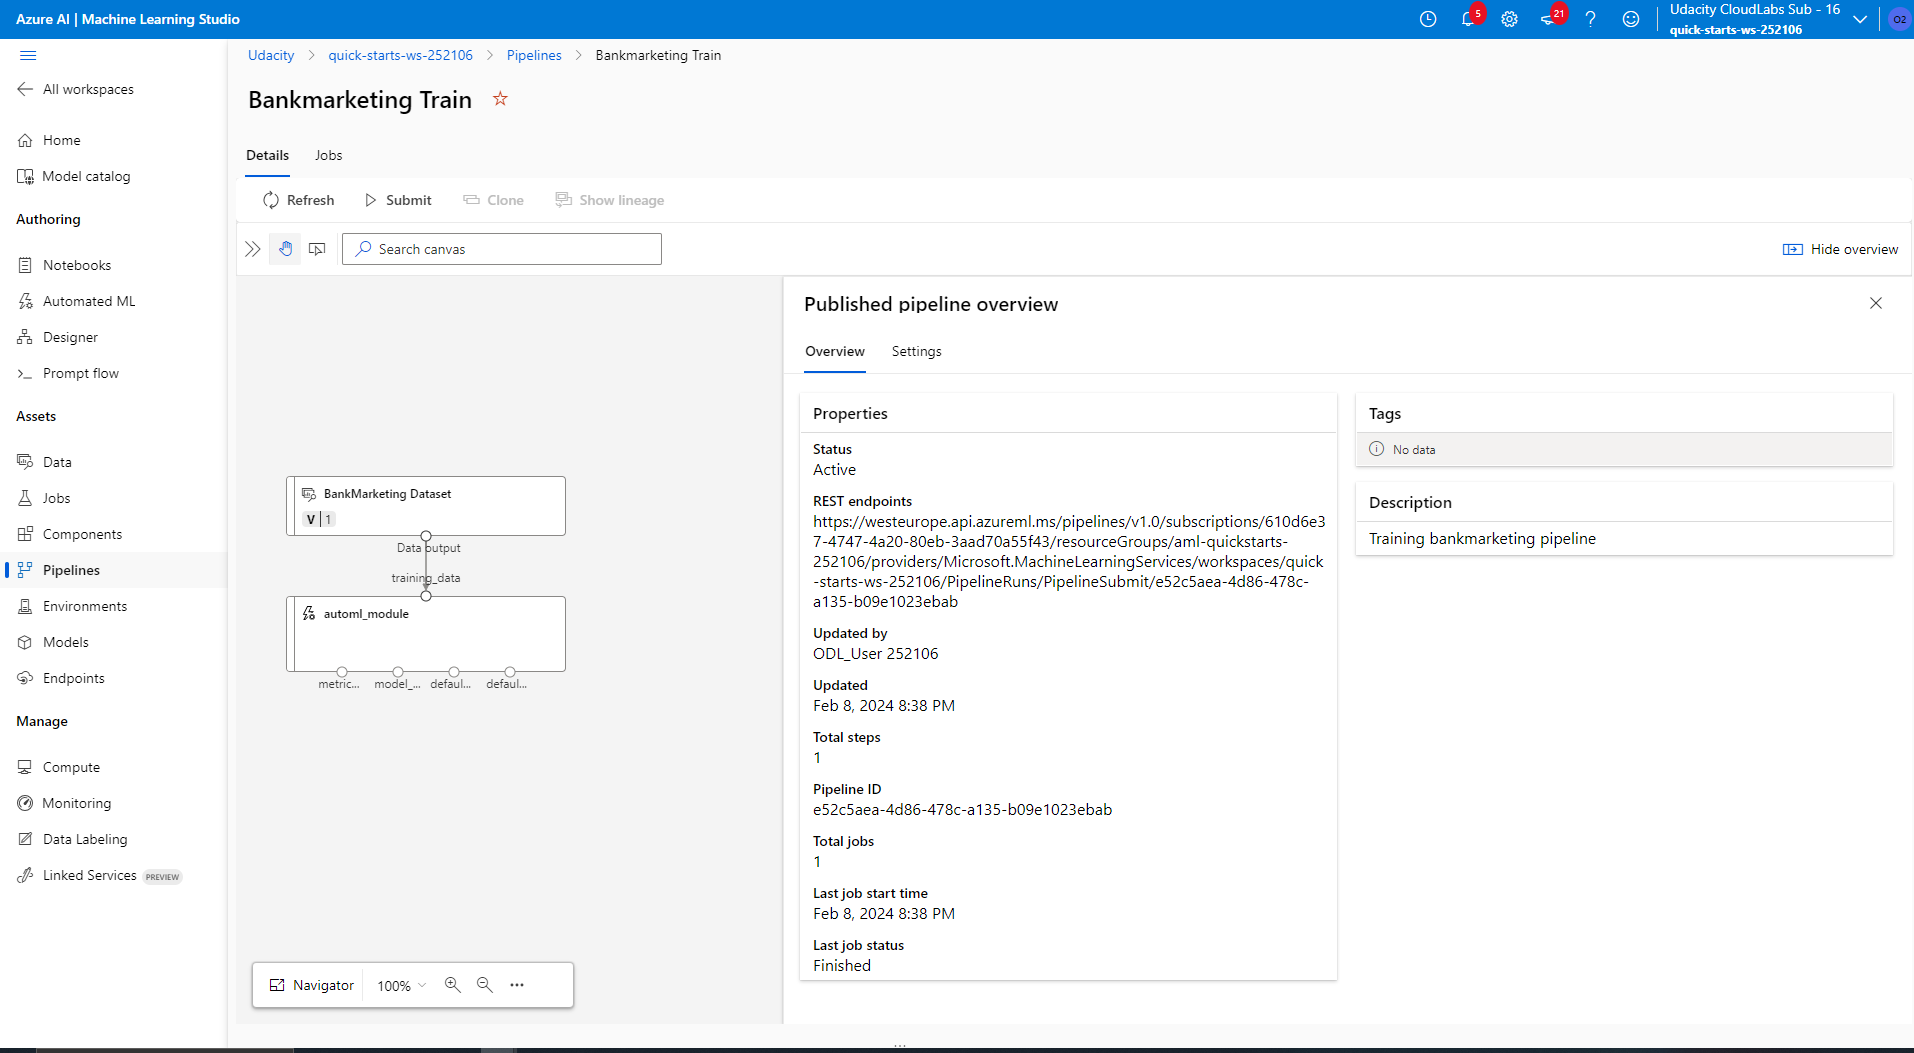 Azure AI | Machine Learning Studio
5
21
Udacity CloudLabs Sub - 16
quick-starts-ws-252106
O2
All workspaces
Home
Model catalog
Authoring
Notebooks
Automated ML
Designer
Prompt flow
Assets
Data
Jobs
Components
Pipelines
Environments
Models
Endpoints
Manage
Compute
Monitoring
Data Labeling
Linked Services PREVIEW
Udacity > quick-starts-ws-252106 > Pipelines > Bankmarketing Train
Bankmarketing Train
Details Jobs
Refresh Submit Clone Show lineage
Search canvas
Hide overview
BankMarketing Dataset
V | 1
Data output
training_data
automl_module
metric... model_... defaul... defaul...
Navigator 100% ...
Published pipeline overview
Overview Settings
Properties
Status
Active
REST endpoints
https://westeurope.api.azureml.ms/pipelines/v1.0/subscriptions/610d6e3
7-4747-4a20-80eb-3aad70a55f43/resourceGroups/aml-quickstarts-
252106/providers/Microsoft.MachineLearningServices/workspaces/quick
-starts-ws-252106/PipelineRuns/PipelineSubmit/e52c5aea-4d86-478c-
a135-b09e1023ebab
Updated by
ODL_User 252106
Updated
Feb 8, 2024 8:38 PM
Total steps
1
Pipeline ID
e52c5aea-4d86-478c-a135-b09e1023ebab
Total jobs
1
Last job start time
Feb 8, 2024 8:38 PM
Last job status
Finished
Tags
No data
Description
Training bankmarketing pipeline